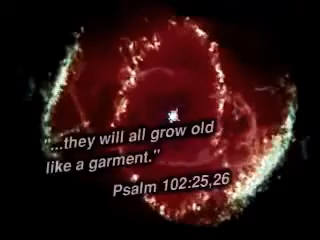 "...they will all grow old
like a garment."
Psalm 102:25,26